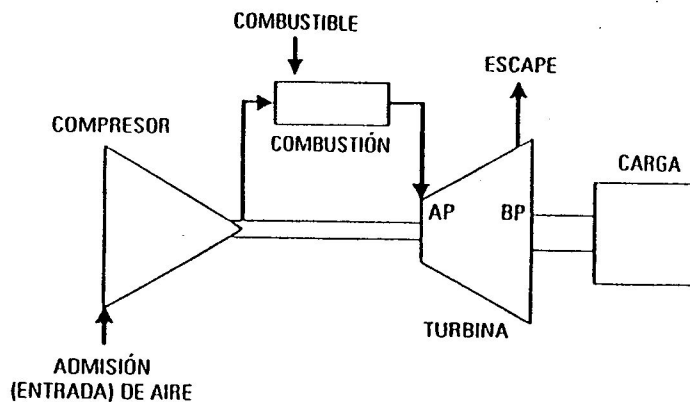 COMBUSTIBLE
ESCAPE
COMPRESOR
COMBUSTIÓN
CARGA
AP
BP
TURBINA
ADMISIÓN
(ENTRADA) DE AIRE